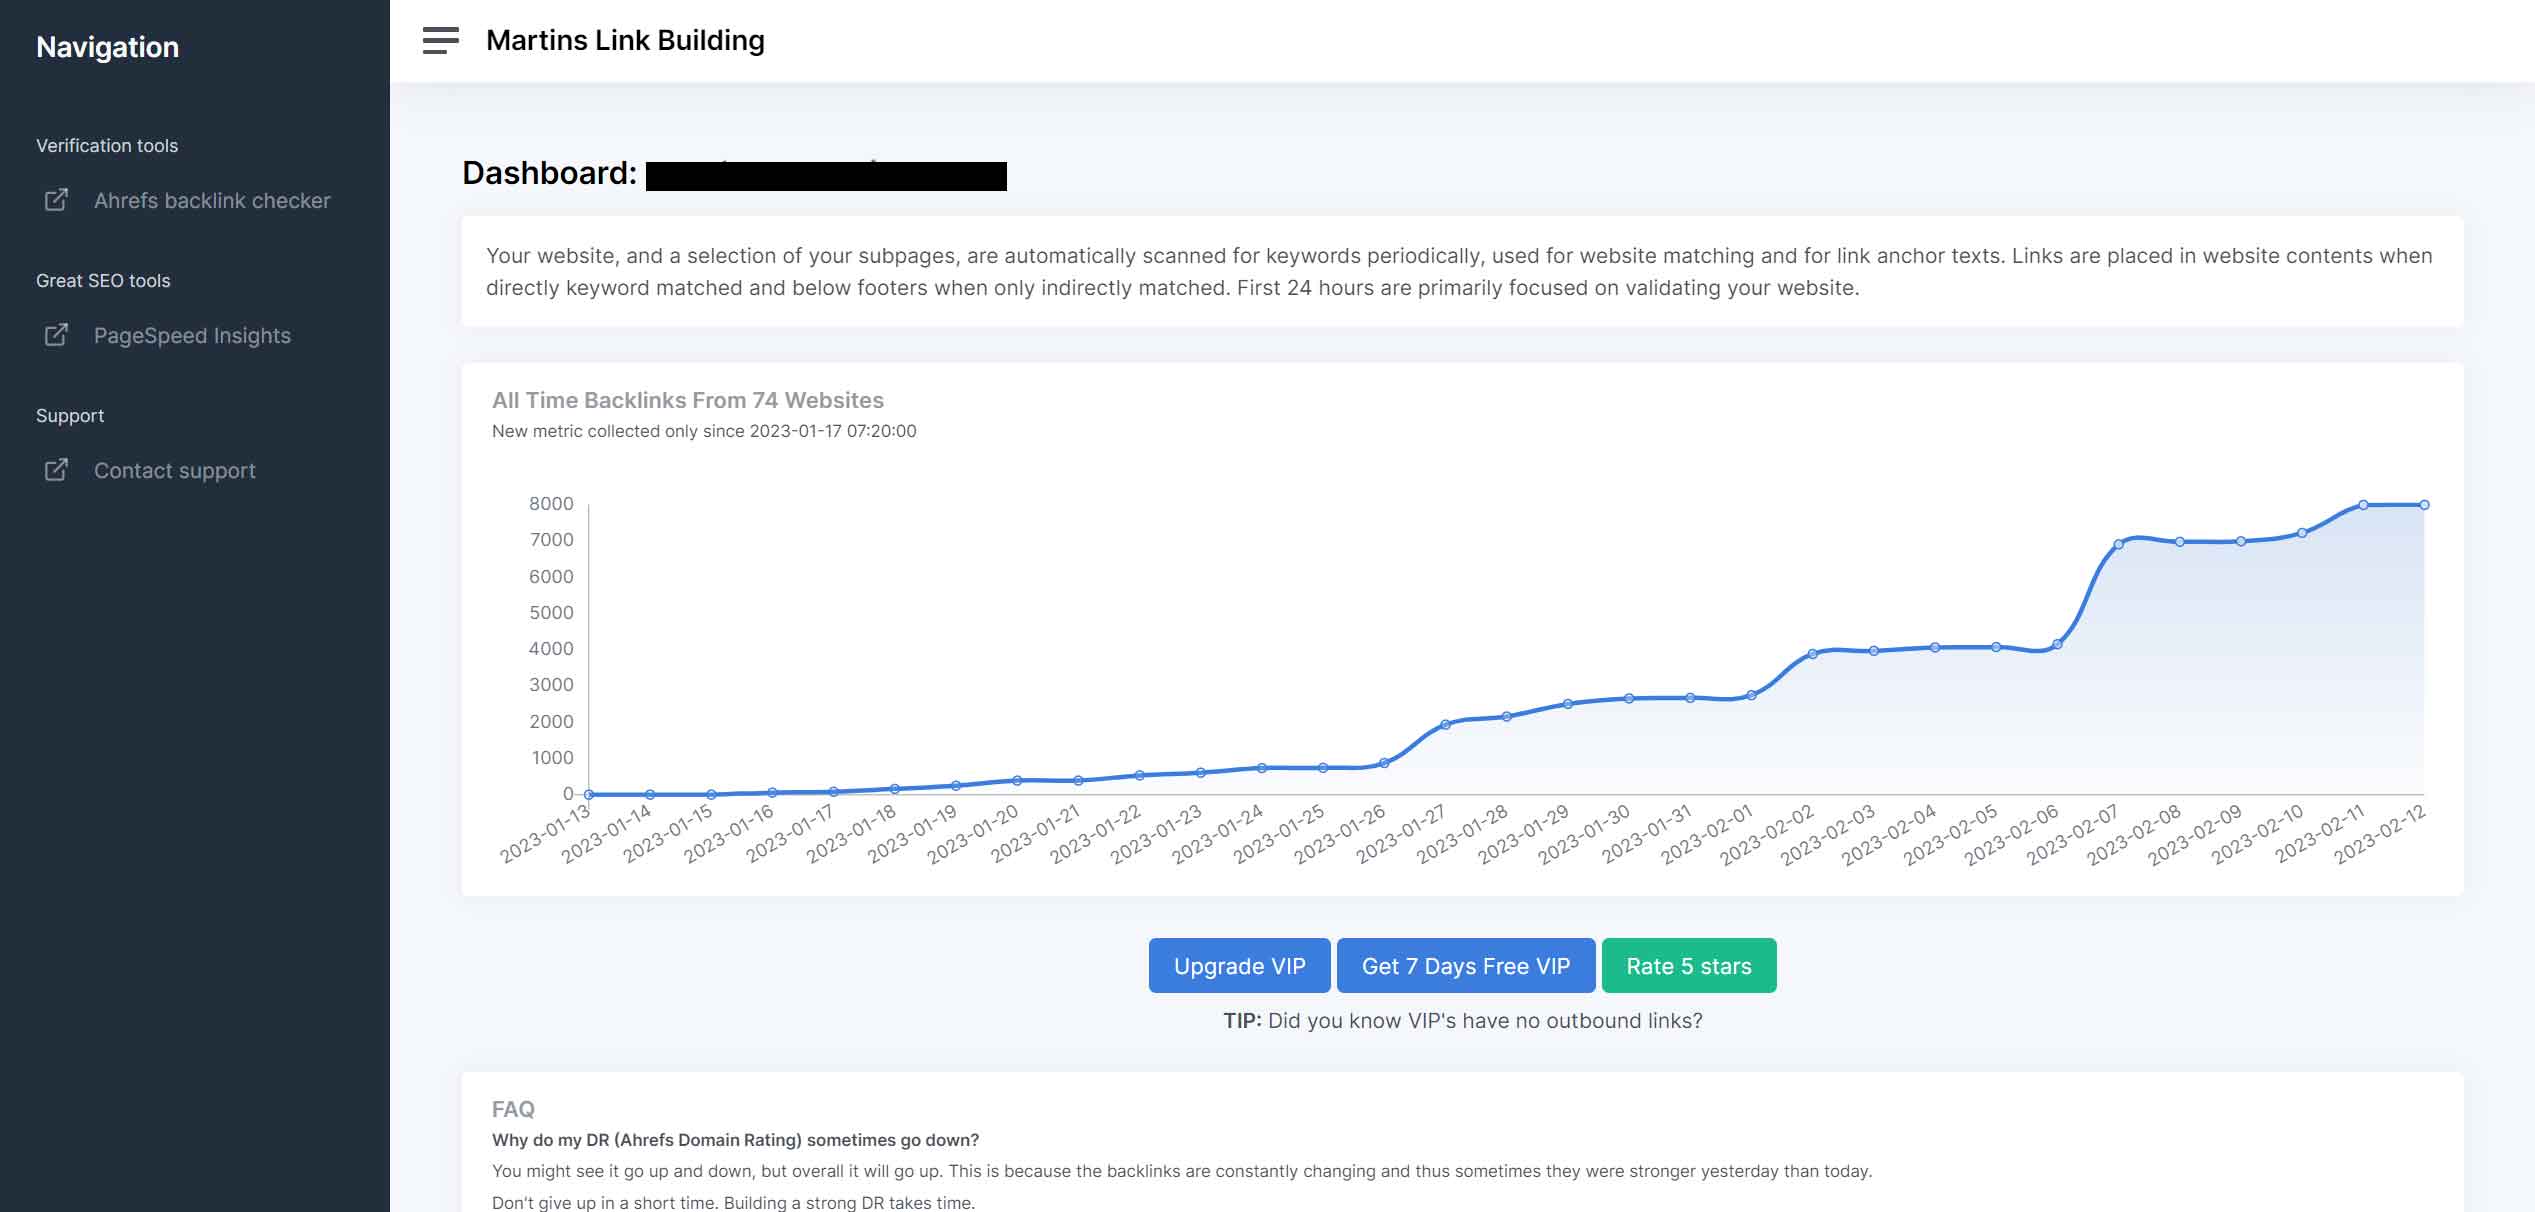 Navigation
Verification tools
Ahrefs backlink checker
Great SEO tools
PageSpeed Insights
Support
Contact support
Martins Link Building
Dashboard:
Your website, and a selection of your subpages, are automatically scanned for keywords periodically, used for website matching and for link anchor texts. Links are placed in website contents when
directly keyword matched and below footers when only indirectly matched. First 24 hours are primarily focused on validating your website.
All Time Backlinks From 74 Websites
New metric collected only since 2023-01-17 07:20:00
8000
7000
6000
5000
4000
3000
2000
1000
0
2023-01-13
2023-01-14
2023-01-15
2023-01-16
2023-01-17
2023-01-18
2023-01-19
2023-01-20
2023-01-21
2023-01-22
2023-01-23
2023-01-24
2023-01-25
2023-01-26
2023-01-27
2023-01-28
2023-01-29
2023-01-30
2023-01-31
2023-02-01
2023-02-02
2023-02-03
2023-02-04
2023-02-05
2023-02-06
2023-02-07
2023-02-08
2023-02-09
2023-02-10
2023-02-11
2023-02-12
Upgrade VIP
Get 7 Days Free VIP
Rate 5 stars
TIP: Did you know VIP's have no outbound links?
FAQ
Why do my DR (Ahrefs Domain Rating) sometimes go down?
You might see it go up and down, but overall it will go up. This is because the backlinks are constantly changing and thus sometimes they were stronger yesterday than today.
Don't give up in a short time. Building a strong DR takes time.